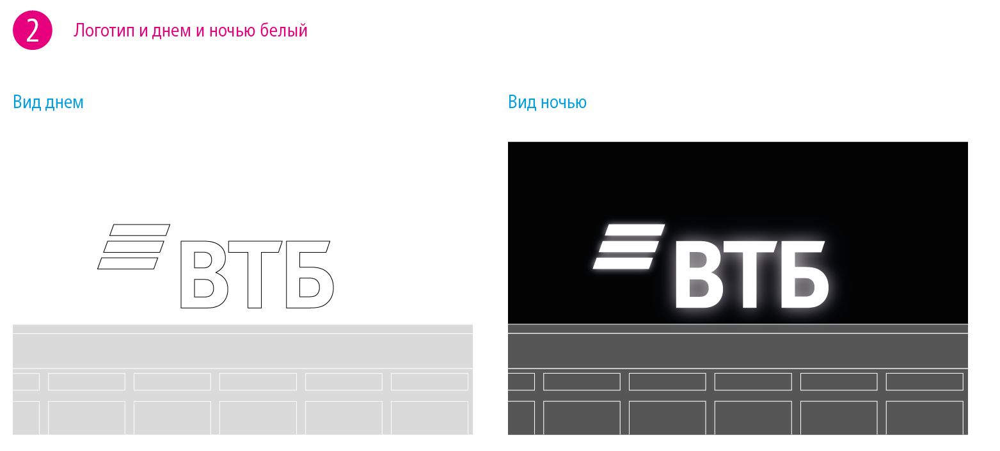 2
Логотип и днем и ночью белый
Вид днем
Вид ночью
ВТБ
ВТБ